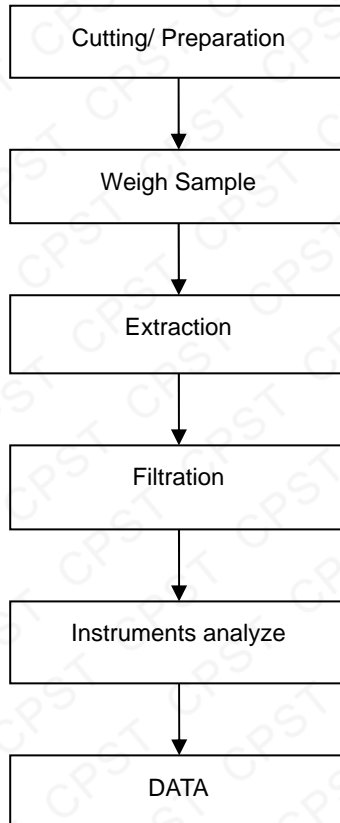 Cutting/ Preparation
Weigh Sample
Extraction
Filtration
Instruments analyze
DATA